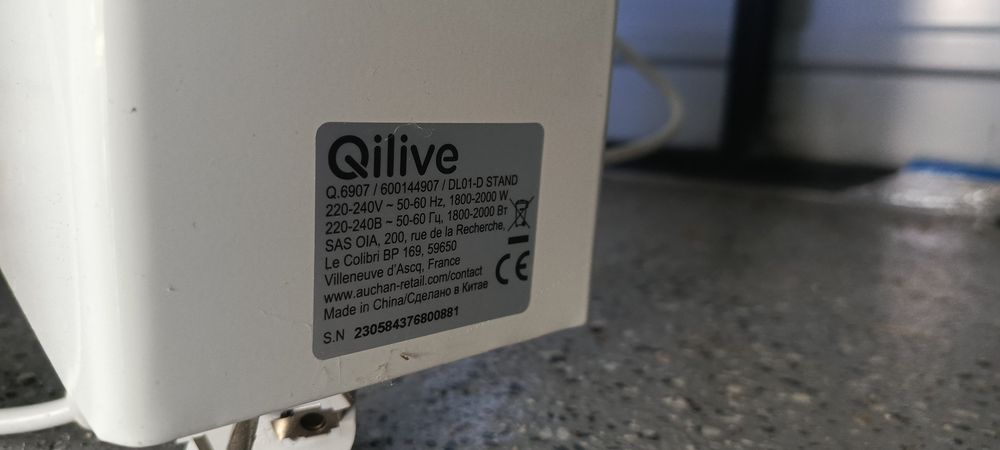 Qilive
Q.6907 / 600144907 / DL01-D STAND
220-240V ~ 50-60 Hz, 1800-2000 W
220-240В ~ 50-60 Гц, 1800-2000 Вт
SAS OIA, 200, rue de la Recherche,
Le Colibri BP 169, 59650
Villeneuve d'Ascq, France
www.auchan-retail.com/contact
Made in China/Сделано в Китае
CE
S.N 230584376800881